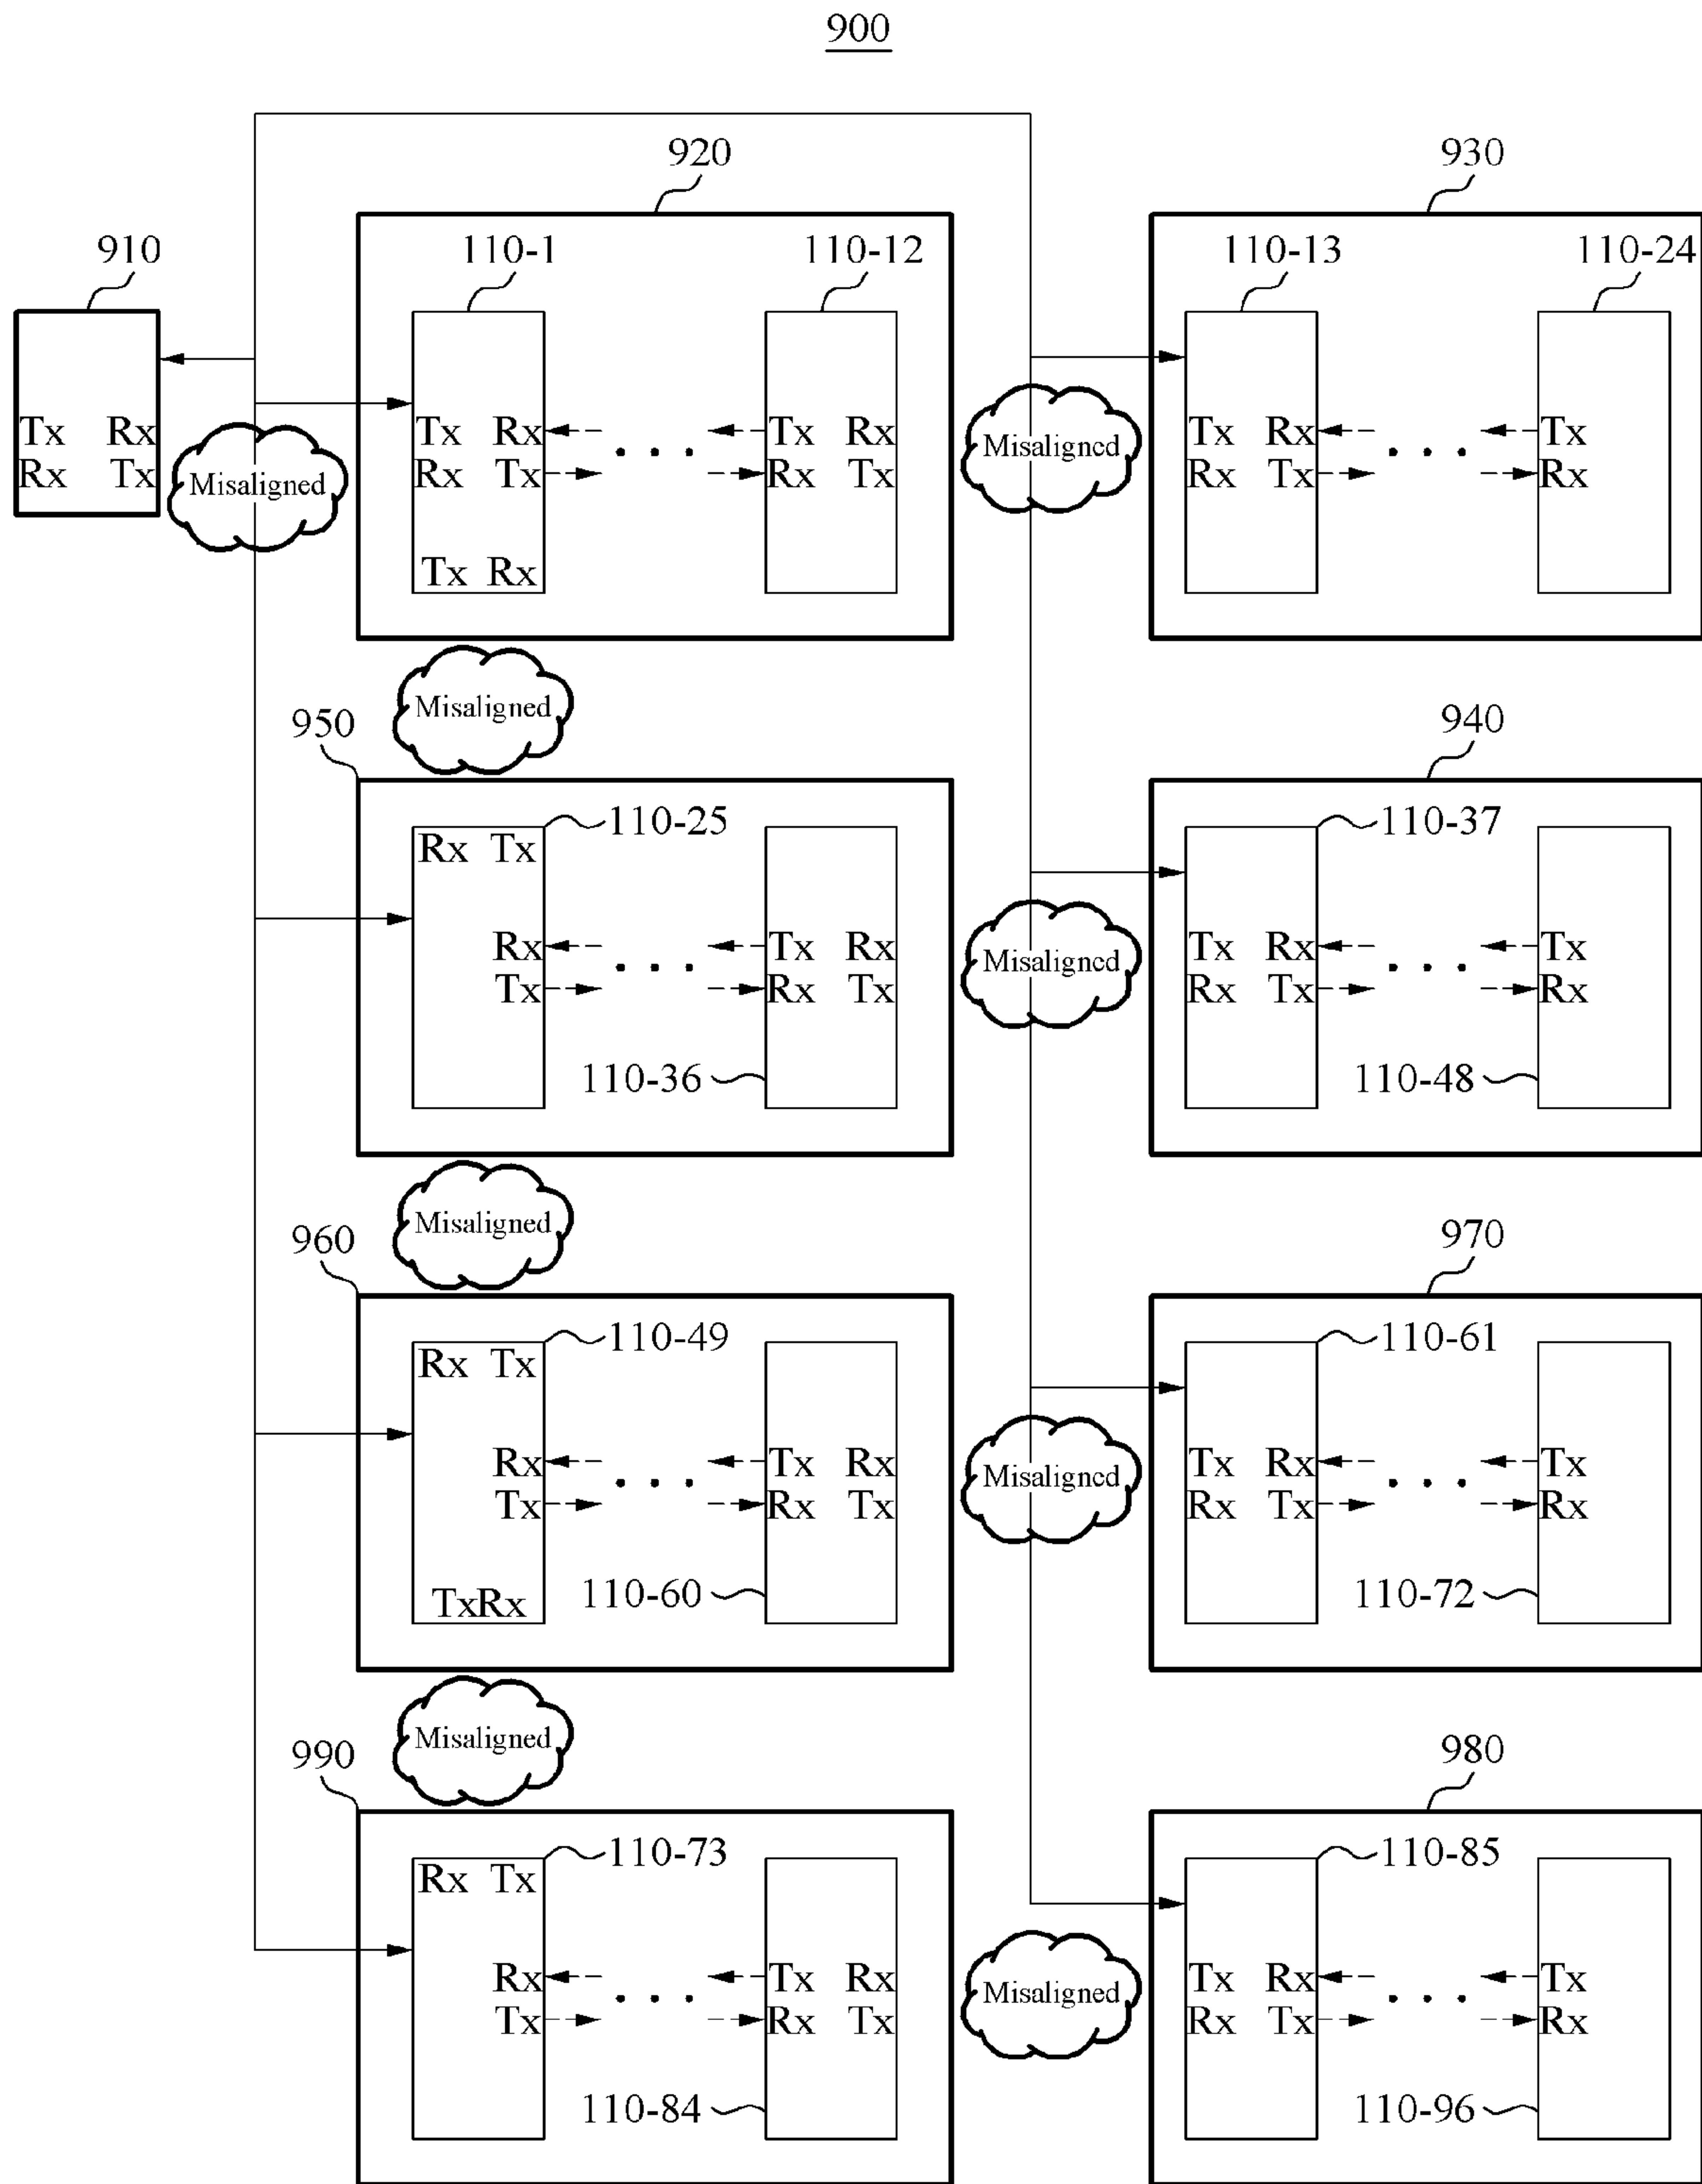 900
920
930
910
110-1
110-12
110-13
110-24
Tx Rx
Rx Tx
Misaligned
Tx Rx
Rx Tx
Tx Rx
. . .
Tx Rx
Rx Tx
Misaligned
Tx Rx
Rx Tx
. . .
Tx
Rx
Misaligned
950
940
110-25
Rx Tx
Rx
Tx
. . .
Tx Rx
Rx Tx
110-36
Misaligned
110-37
Tx Rx
Rx Tx
. . .
Tx
Rx
110-48
Misaligned
960
970
110-49
Rx Tx
Rx
Tx
TxRx
. . .
Tx Rx
Rx Tx
110-60
Misaligned
110-61
Tx Rx
Rx Tx
. . .
Tx
Rx
110-72
Misaligned
990
980
110-73
Rx Tx
Rx
Tx
. . .
Tx Rx
Rx Tx
110-84
Misaligned
110-85
Tx Rx
Rx Tx
. . .
Tx
Rx
110-96